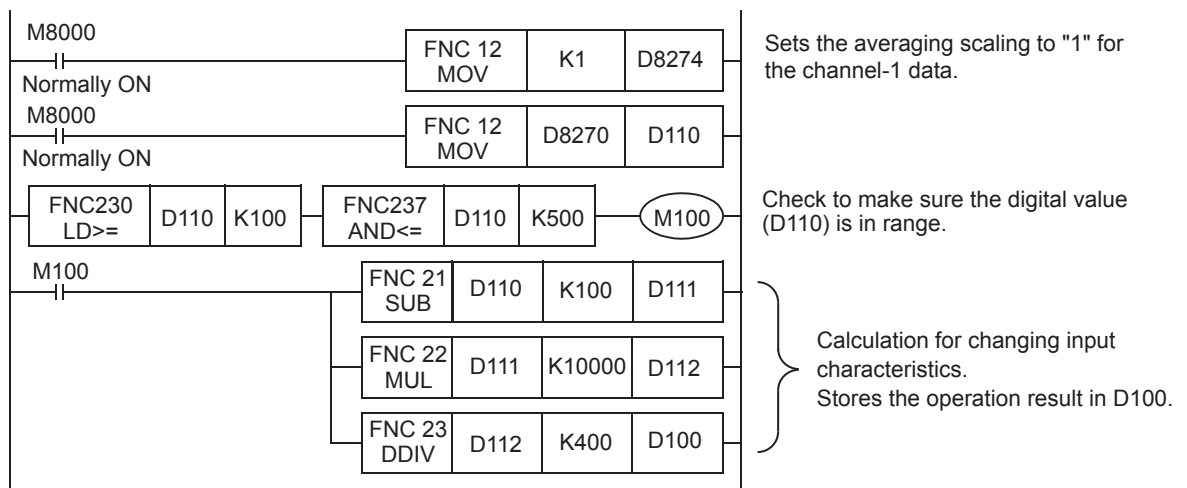 M8000
Normally ON
FNC 12
MOV
K1
D8274
Sets the averaging scaling to "1" for
the channel-1 data.
M8000
Normally ON
FNC 12
MOV
D8270
D110
FNC230
LD>=
D110
K100
FNC237
AND<=
D110
K500
M100
Check to make sure the digital value
(D110) is in range.
M100
FNC 21
SUB
D110
K100
D111
FNC 22
MUL
D111
K10000
D112
FNC 23
DDIV
D112
K400
D100
Calculation for changing input
characteristics.
Stores the operation result in D100.